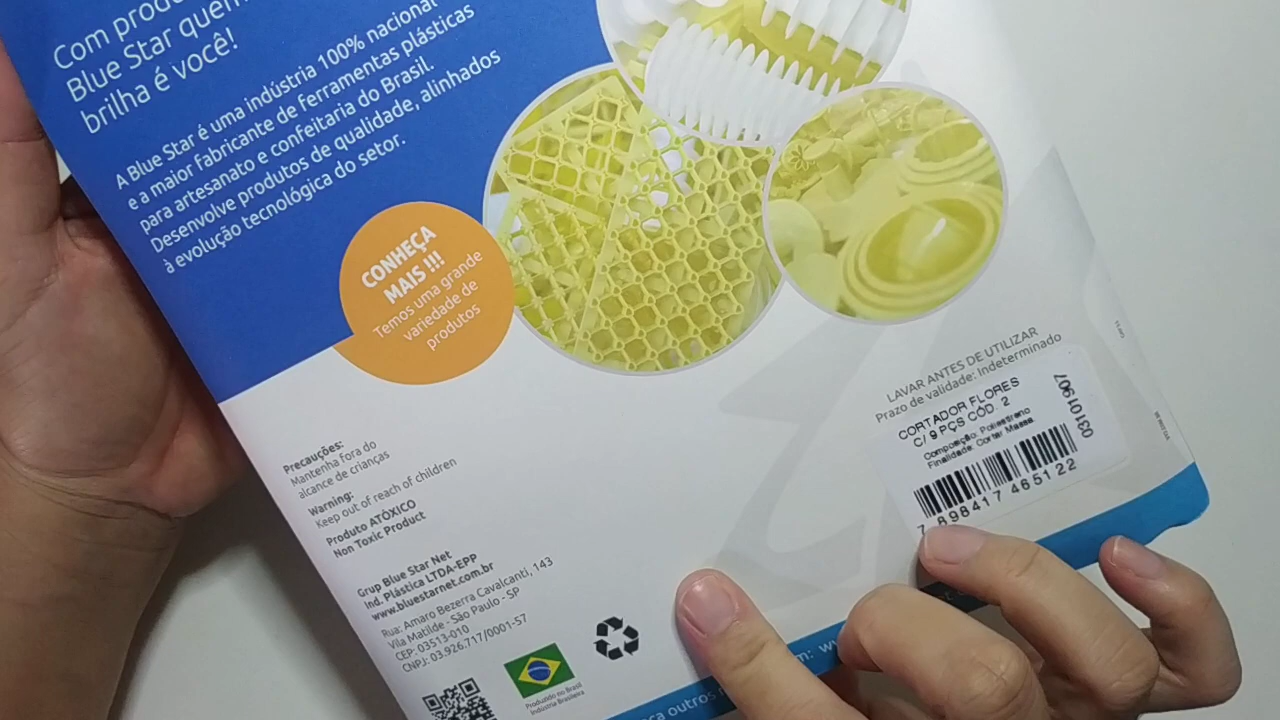 Com prod
Blue Star quem
brilha é você!
A Blue Star é uma indústria 100% nacional
e a maior fabricante de ferramentas plásticas
para artesanato e confeitaria do Brasil.
Desenvolve produtos de qualidade, alinhados
à evolução tecnológica do setor.
CONHEÇA
MAIS !!!
Temos uma grande
variedade de
produtos
LAVAR ANTES DE UTILIZAR
Prazo de validade: Indeterminado
CORTADOR FLORES
C/ 9 PÇS CÓD. 2
Composição: Poliestireno
Finalidade: Cortar Massa
03101907
7 898417 465122
Precauções:
Mantenha fora do
alcance de crianças
Warning:
Keep out of reach of children
Produto ATÓXICO
Non Toxic Product
Grup Blue Star Net
Ind. Plástica LTDA-EPP
www.bluestarnet.com.br
Rua: Amaro Bezerra Cavalcanti, 143
Vila Matilde - São Paulo - SP
CEP: 03513-010
CNPJ: 03.926.717/0001-57
Produzido no Brasil
Indústria Brasileira
outros